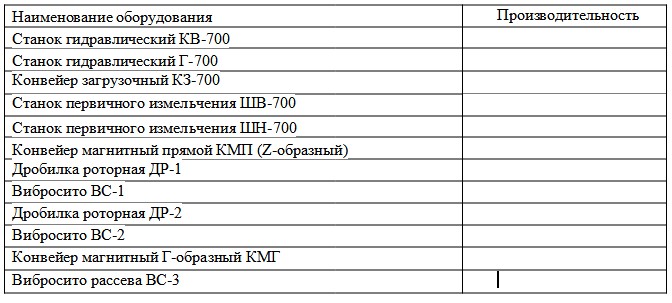 Наименование оборудования Производительность
Станок гидравлический КВ-700
Станок гидравлический Г-700
Конвейер загрузочный КЗ-700
Станок первичного измельчения ШВ-700
Станок первичного измельчения ШН-700
Конвейер магнитный прямой КМП (Z-образный)
Дробилка роторная ДР-1
Вибросито ВС-1
Дробилка роторная ДР-2
Вибросито ВС-2
Конвейер магнитный Г-образный КМГ
Вибросито рассева ВС-3